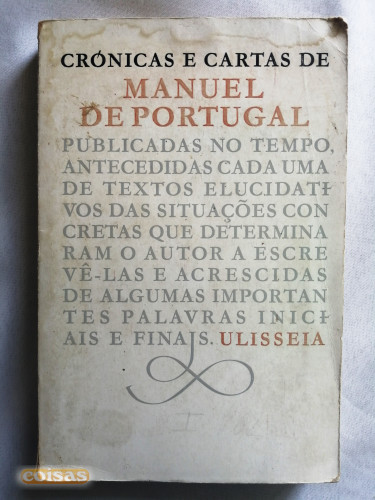 CRÓNICAS E CARTAS DE
MANUEL
DE PORTUGAL
PUBLICADAS NO TEMPO,
ANTECEDIDAS CADA UMA
DE TEXTOS ELUCIDATI
VOS DAS SITUAÇÕES CON
CRETAS QUE DETERMINA
RAM O AUTOR A ESCRE
VÊ-LAS E ACRESCIDAS
DE ALGUMAS IMPORTAN
TES PALAVRAS INICI
AIS E FINAIS. ULISSEIA
coisas